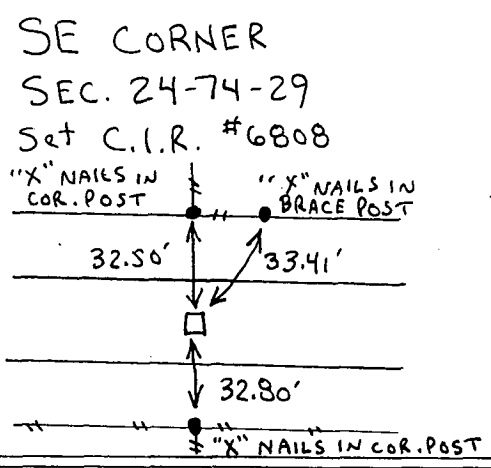 SE CORNER
SEC. 24-74-29
Set C.I.R. #6808
"X" NAILS IN
COR. POST
"X" NAILS IN
BRACE POST
32.50'
33.41'
32.80'
"X" NAILS IN COR. POST